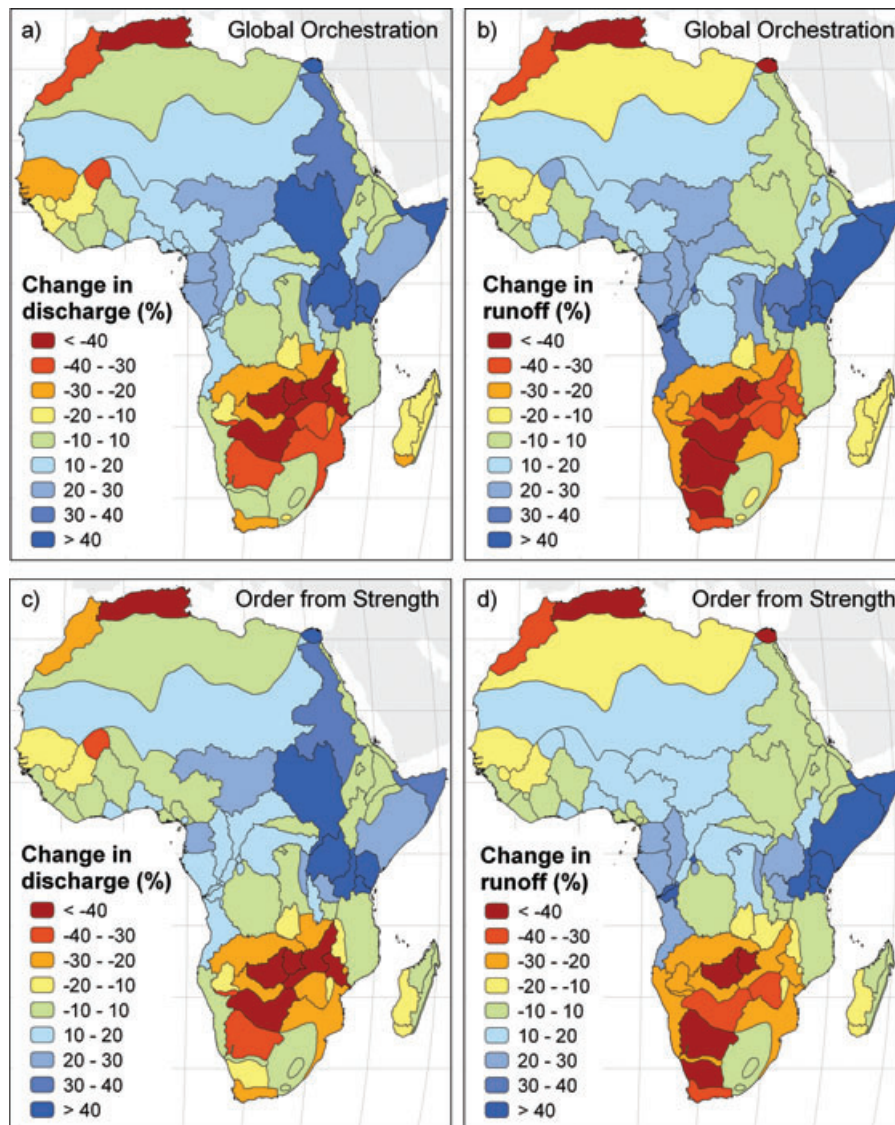 a)
Global Orchestration
Change in
discharge (%)
< -40
-40 - -30
-30 - -20
-20 - -10
-10 - 10
10 - 20
20 - 30
30 - 40
> 40
b)
Global Orchestration
Change in
runoff (%)
< -40
-40 - -30
-30 - -20
-20 - -10
-10 - 10
10 - 20
20 - 30
30 - 40
> 40
c)
Order from Strength
Change in
discharge (%)
< -40
-40 - -30
-30 - -20
-20 - -10
-10 - 10
10 - 20
20 - 30
30 - 40
> 40
d)
Order from Strength
Change in
runoff (%)
< -40
-40 - -30
-30 - -20
-20 - -10
-10 - 10
10 - 20
20 - 30
30 - 40
> 40